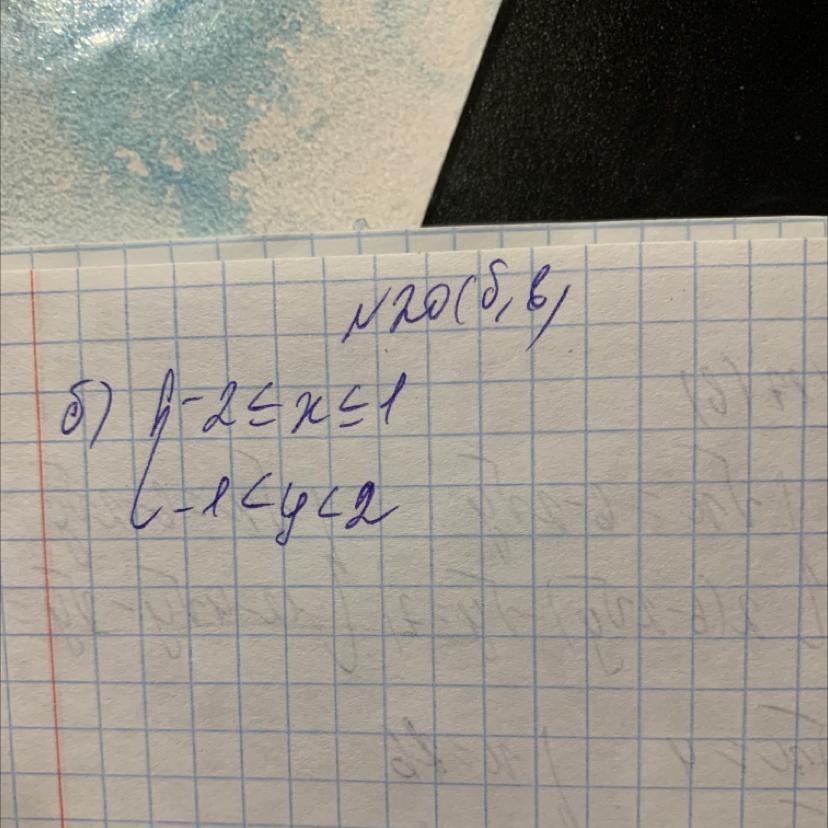 №20(б, в)
б) { -2 ≤ x ≤ 1
-1 < y < 2